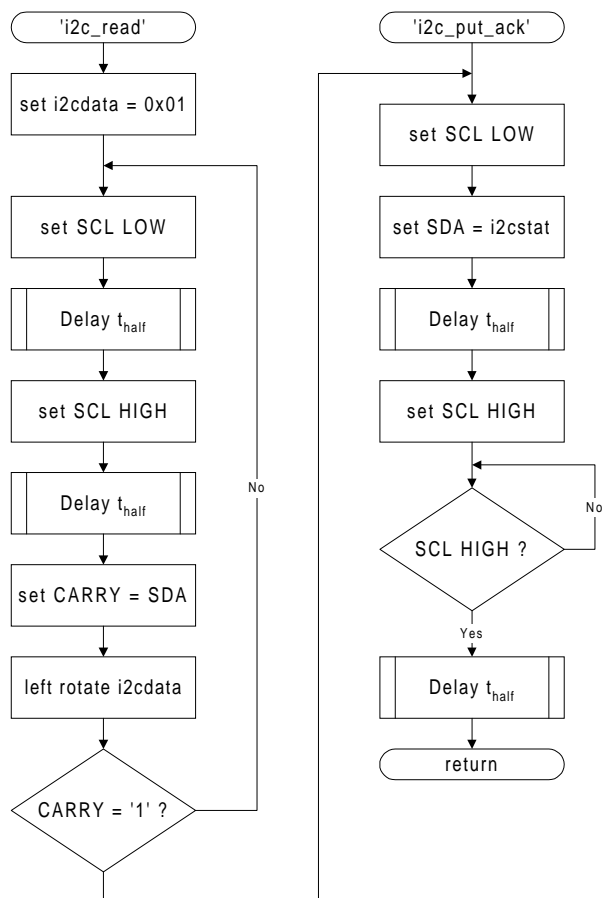 'i2c_read'
set i2cdata = 0x01
set SCL LOW
Delay thalf
set SCL HIGH
Delay thalf
set CARRY = SDA
left rotate i2cdata
CARRY = '1' ?
No
'i2c_put_ack'
set SCL LOW
set SDA = i2cstat
Delay thalf
set SCL HIGH
SCL HIGH ?
No
Yes
Delay thalf
return